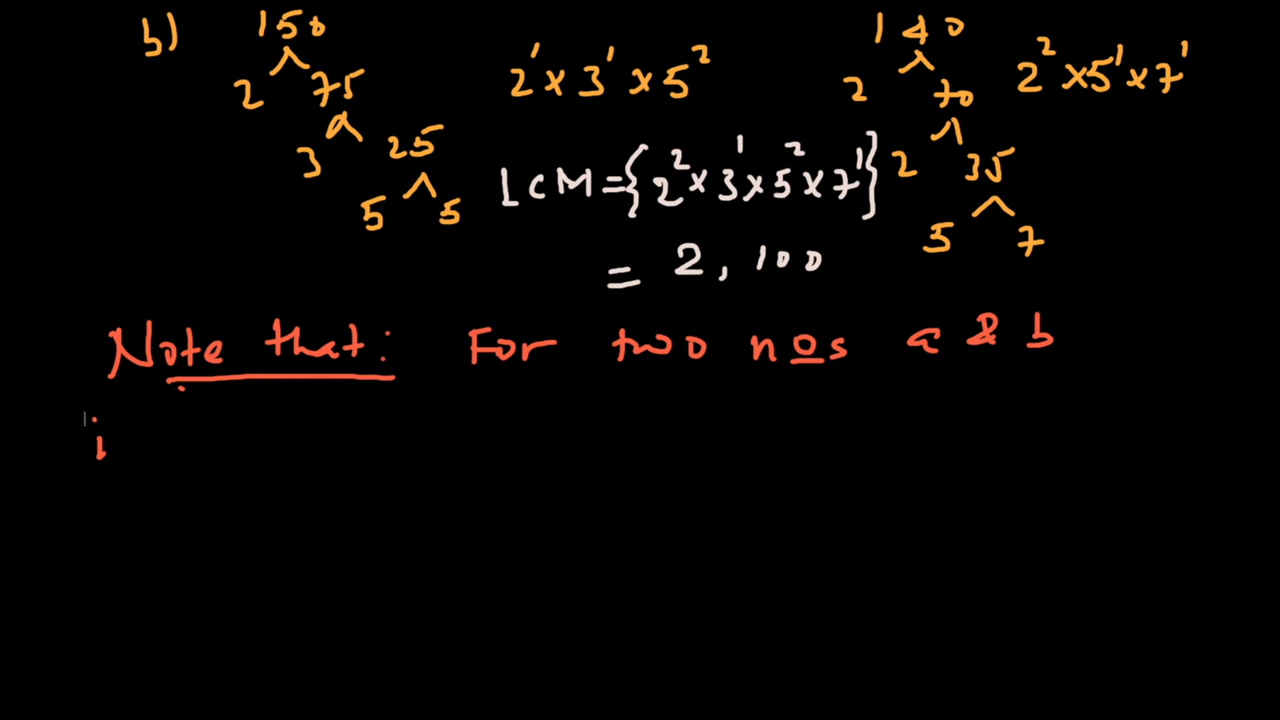 b) 150 140
2 75 2¹ × 3¹ × 5² 2 70 2² × 5¹ × 7¹
3 25 2 35
LCM = {2² × 3¹ × 5² × 7¹}
5 5 5 7
= 2,100
Note that: For two nos a & b
i